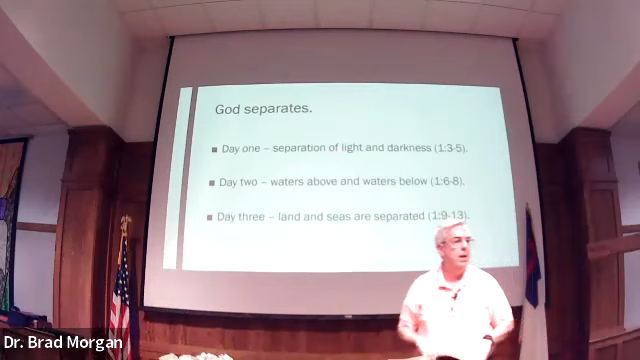 God separates.
Day one – separation of light and darkness (1:3-5).
Day two – waters above and waters below (1:6-8).
Day three – land and seas are separated (1:9-13).
Dr. Brad Morgan